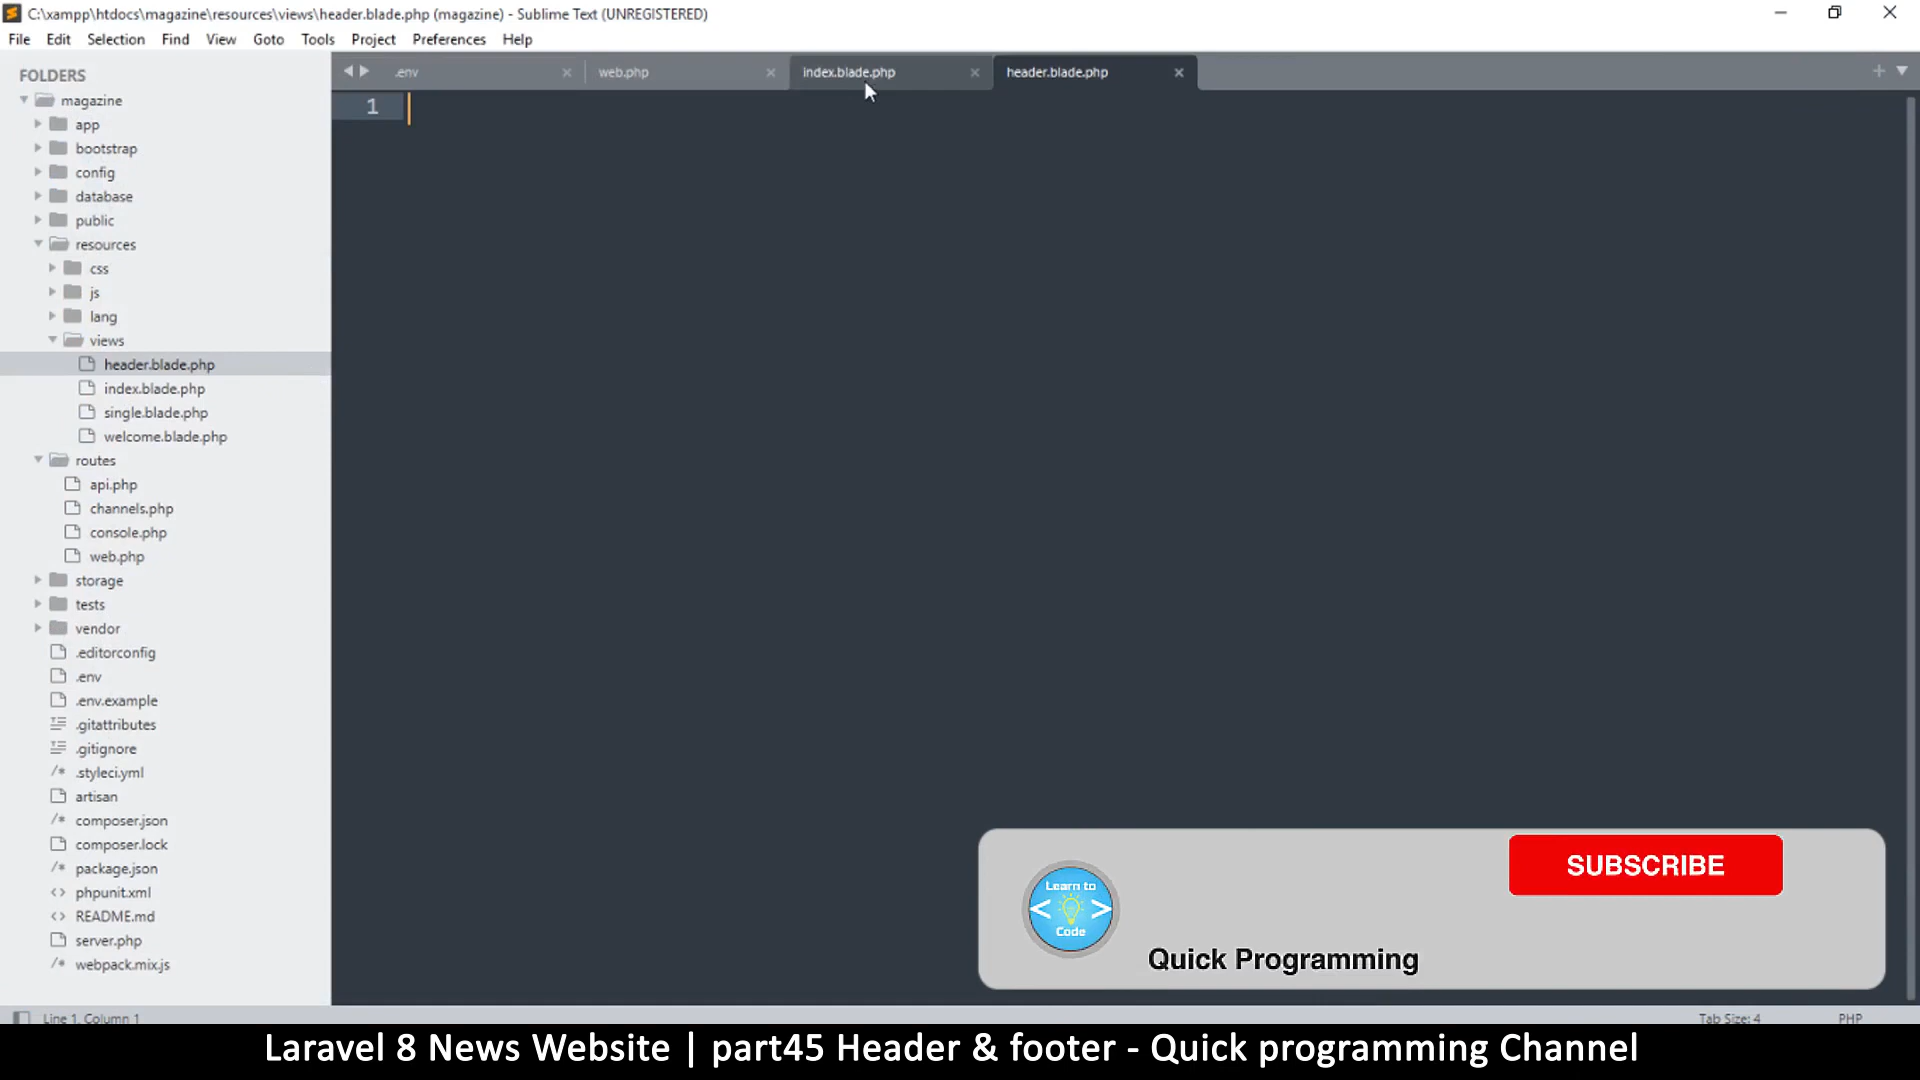 C:\xampp\htdocs\magazine\resources\views\header.blade.php (magazine) - Sublime Text (UNREGISTERED)
File Edit Selection Find View Goto Tools Project Preferences Help
FOLDERS
magazine
app
bootstrap
config
database
public
resources
css
js
lang
views
header.blade.php
index.blade.php
single.blade.php
welcome.blade.php
routes
api.php
channels.php
console.php
web.php
storage
tests
vendor
.editorconfig
.env
.env.example
.gitattributes
.gitignore
.styleci.yml
artisan
composer.json
composer.lock
package.json
phpunit.xml
README.md
server.php
webpack.mix.js
.env web.php index.blade.php header.blade.php
1
SUBSCRIBE
Learn to
< >
Code
Quick Programming
Line 1, Column 1 Tab Size: 4 PHP
Laravel 8 News Website | part45 Header & footer - Quick programming Channel